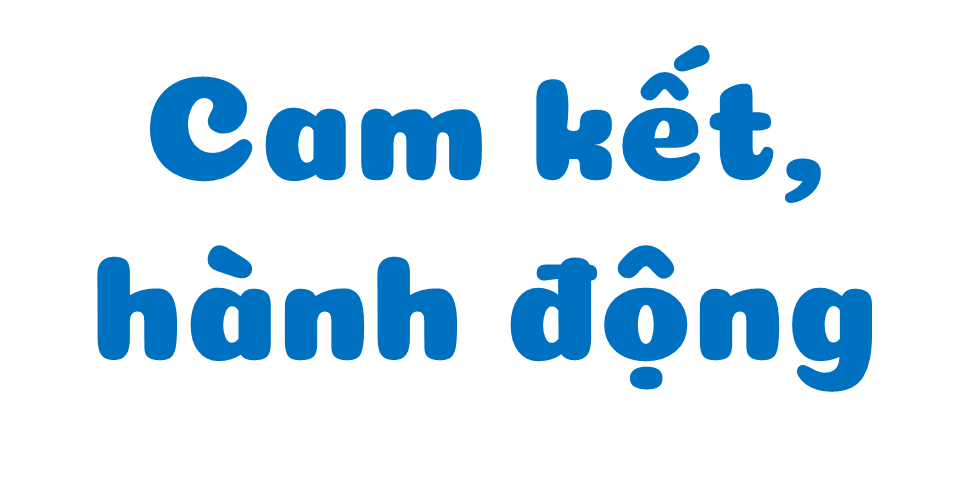 Cam kết,
hành động